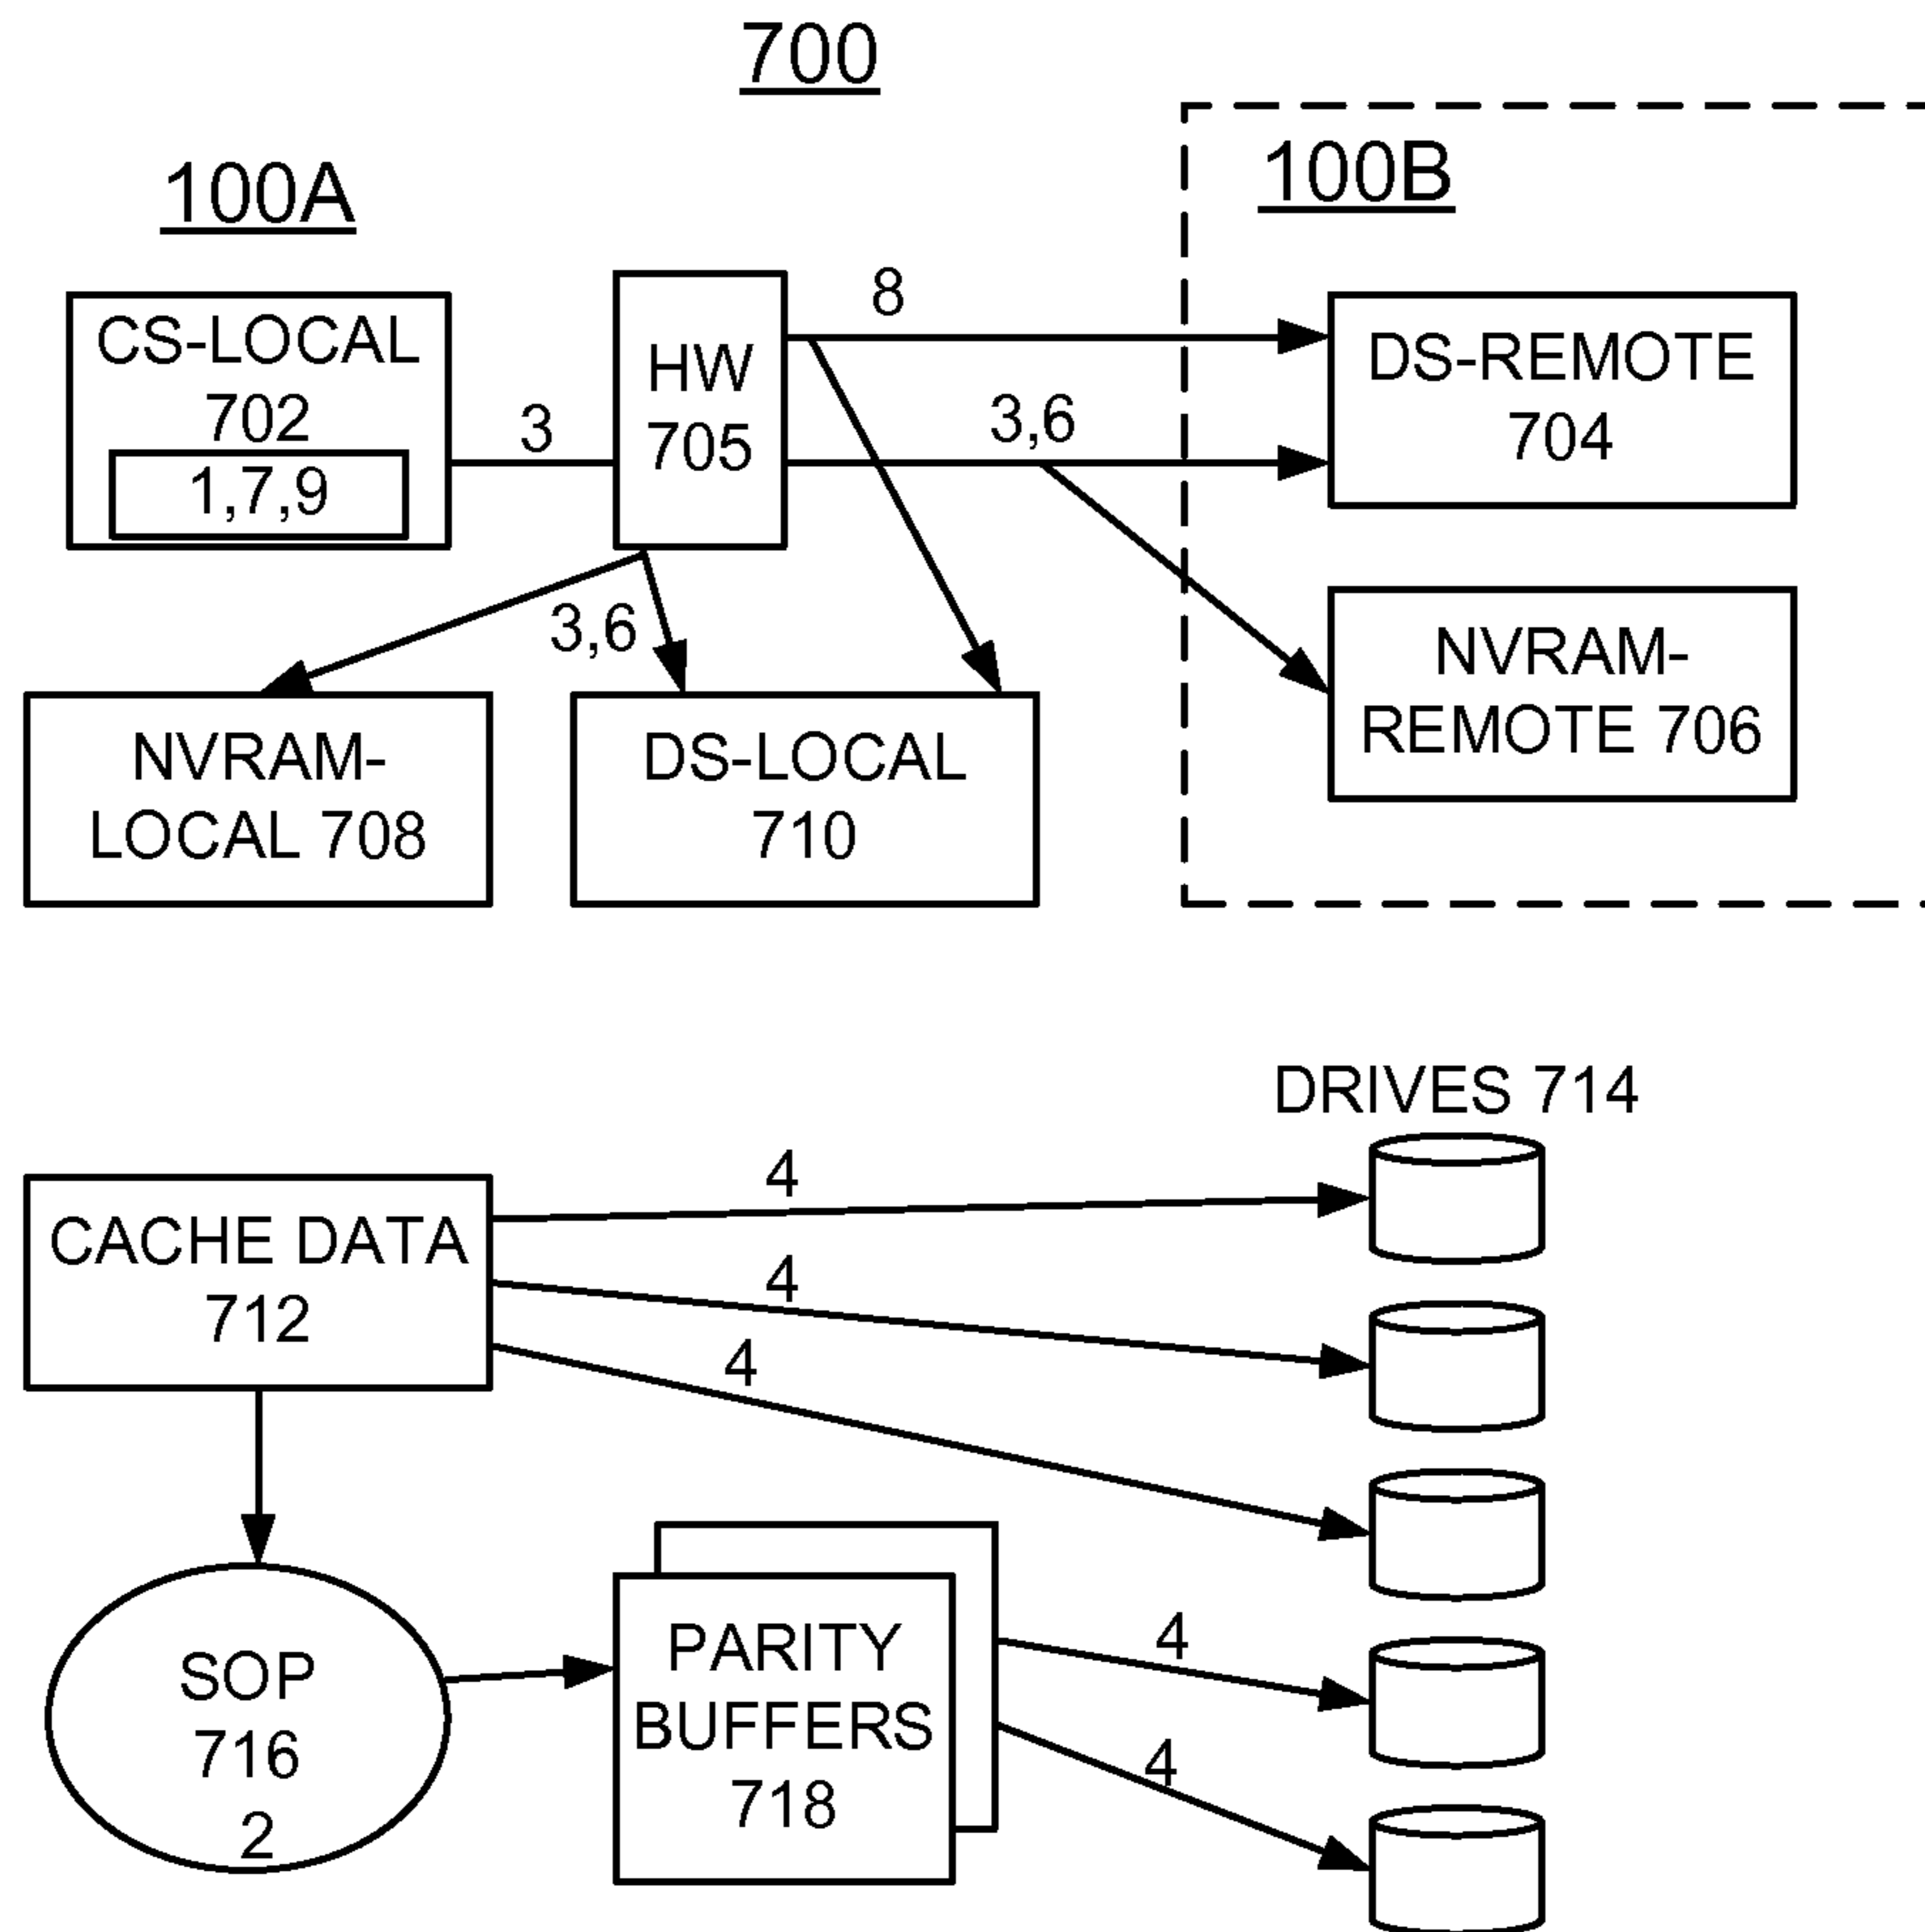 700
100A
100B
CS-LOCAL
702
1,7,9
3
HW
705
8
3,6
DS-REMOTE
704
3,6
NVRAM-
REMOTE 706
NVRAM-
LOCAL 708
DS-LOCAL
710
DRIVES 714
CACHE DATA
712
4
4
4
SOP
716
2
PARITY
BUFFERS
718
4
4